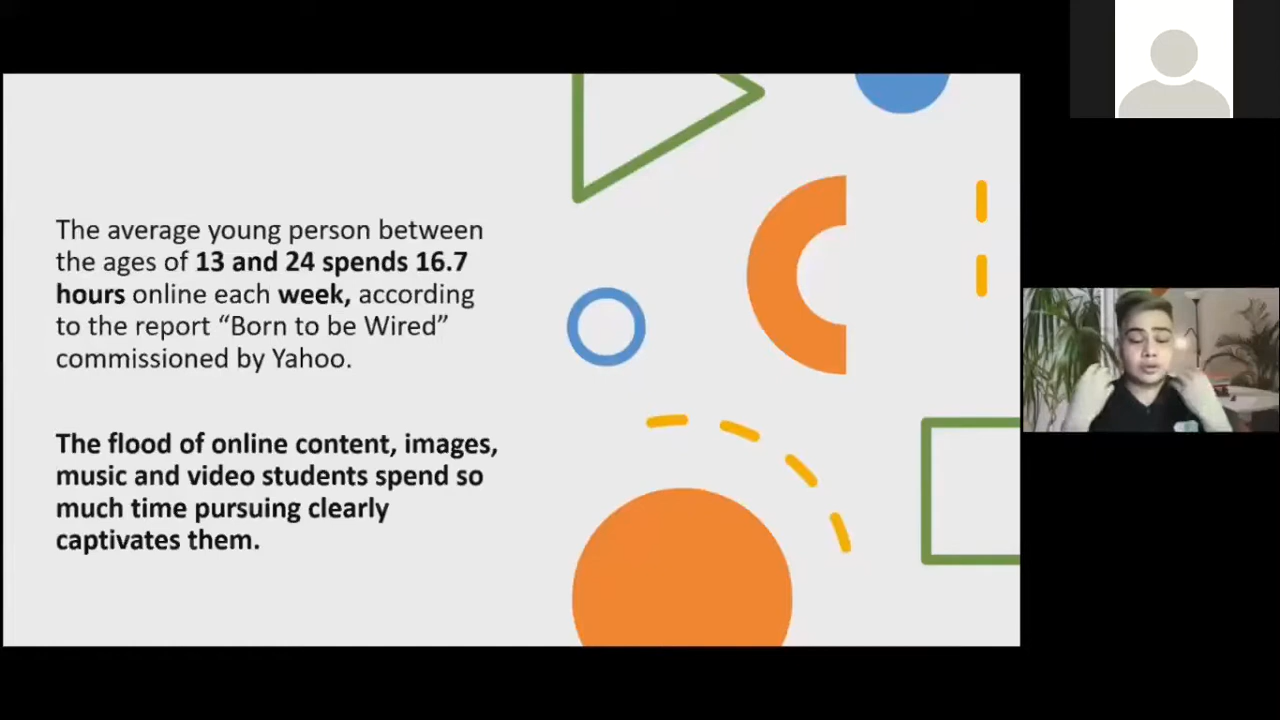 The average young person between
the ages of 13 and 24 spends 16.7
hours online each week, according
to the report “Born to be Wired”
commissioned by Yahoo.
The flood of online content, images,
music and video students spend so
much time pursuing clearly
captivates them.